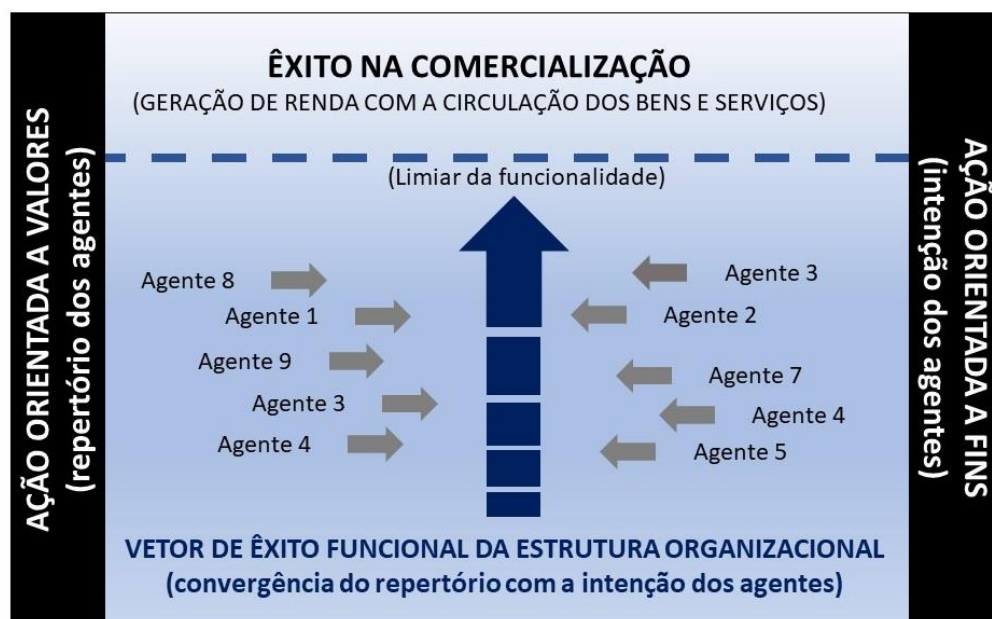 AÇÃO ORIENTADA A VALORES
(repertório dos agentes)
ÊXITO NA COMERCIALIZAÇÃO
(GERAÇÃO DE RENDA COM A CIRCULAÇÃO DOS BENS E SERVIÇOS)
(Limiar da funcionalidade)
Agente 8
Agente 1
Agente 9
Agente 3
Agente 4
Agente 3
Agente 2
Agente 7
Agente 4
Agente 5
VETOR DE ÊXITO FUNCIONAL DA ESTRUTURA ORGANIZACIONAL
(convergência do repertório com a intenção dos agentes)
AÇÃO ORIENTADA A FINS
(intenção dos agentes)